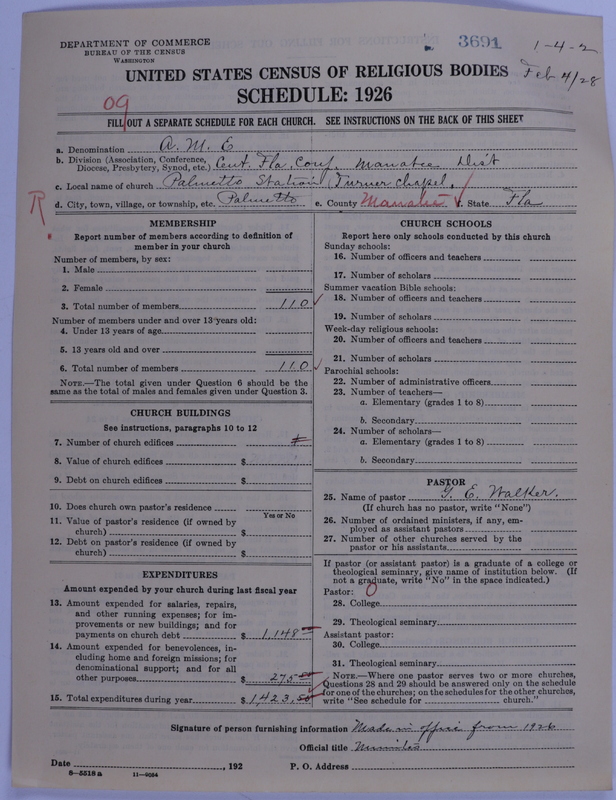 DEPARTMENT OF COMMERCE
BUREAU OF THE CENSUS
WASHINGTON
3691
1-4-2
Feb 4/28
UNITED STATES CENSUS OF RELIGIOUS BODIES
SCHEDULE: 1926
09
FILL OUT A SEPARATE SCHEDULE FOR EACH CHURCH. SEE INSTRUCTIONS ON THE BACK OF THIS SHEET
a. Denomination A. M. E
b. Division (Association, Conference, Diocese, Presbytery, Synod, etc.) Cent. Fla. Conf. Manatee Dist
c. Local name of church Palmetto Station Turner Chapel.
d. City, town, village, or township, etc. Palmetto e. County Manatee f. State Fla
R
MEMBERSHIP
Report number of members according to definition of
member in your church
Number of members, by sex:
1. Male
2. Female
3. Total number of members 110
Number of members under and over 13 years old:
4. Under 13 years of age
5. 13 years old and over
6. Total number of members 110
NOTE.—The total given under Question 6 should be the
same as the total of males and females given under Question 3.
CHURCH BUILDINGS
See instructions, paragraphs 10 to 12
7. Number of church edifices
8. Value of church edifices $
9. Debt on church edifices $
10. Does church own pastor's residence
Yes or No
11. Value of pastor's residence (if owned by
church) $
12. Debt on pastor's residence (if owned by
church) $
EXPENDITURES
Amount expended by your church during last fiscal year
13. Amount expended for salaries, repairs,
and other running expenses; for im-
provements or new buildings; and for
payments on church debt $ 1,148
14. Amount expended for benevolences, in-
cluding home and foreign missions; for
denominational support; and for all
other purposes $ 275.50
15. Total expenditures during year $ 1,423.50
CHURCH SCHOOLS
Report here only schools conducted by this church
Sunday schools:
16. Number of officers and teachers
17. Number of scholars
Summer vacation Bible schools:
18. Number of officers and teachers
19. Number of scholars
Week-day religious schools:
20. Number of officers and teachers
21. Number of scholars
Parochial schools:
22. Number of administrative officers
23. Number of teachers—
a. Elementary (grades 1 to 8)
b. Secondary
24. Number of scholars—
a. Elementary (grades 1 to 8)
b. Secondary
PASTOR
25. Name of pastor G. E. Walker.
(If church has no pastor, write "None")
26. Number of ordained ministers, if any, em-
ployed as assistant pastors
27. Number of other churches served by the
pastor or his assistants
If pastor (or assistant pastor) is a graduate of a college or
theological seminary, give name of institution below. (If
not a graduate, write "No" in the space indicated.)
Pastor: O
28. College
29. Theological seminary
Assistant pastor:
30. College
31. Theological seminary
NOTE.—Where one pastor serves two or more churches,
Questions 28 and 29 should be answered only on the schedule
for one of the churches; on the schedules for the other churches,
write "See schedule for church."
Signature of person furnishing information Made in office from 1926
Official title Minutes
Date , 192 P. O. Address
8-5518a 11-9054